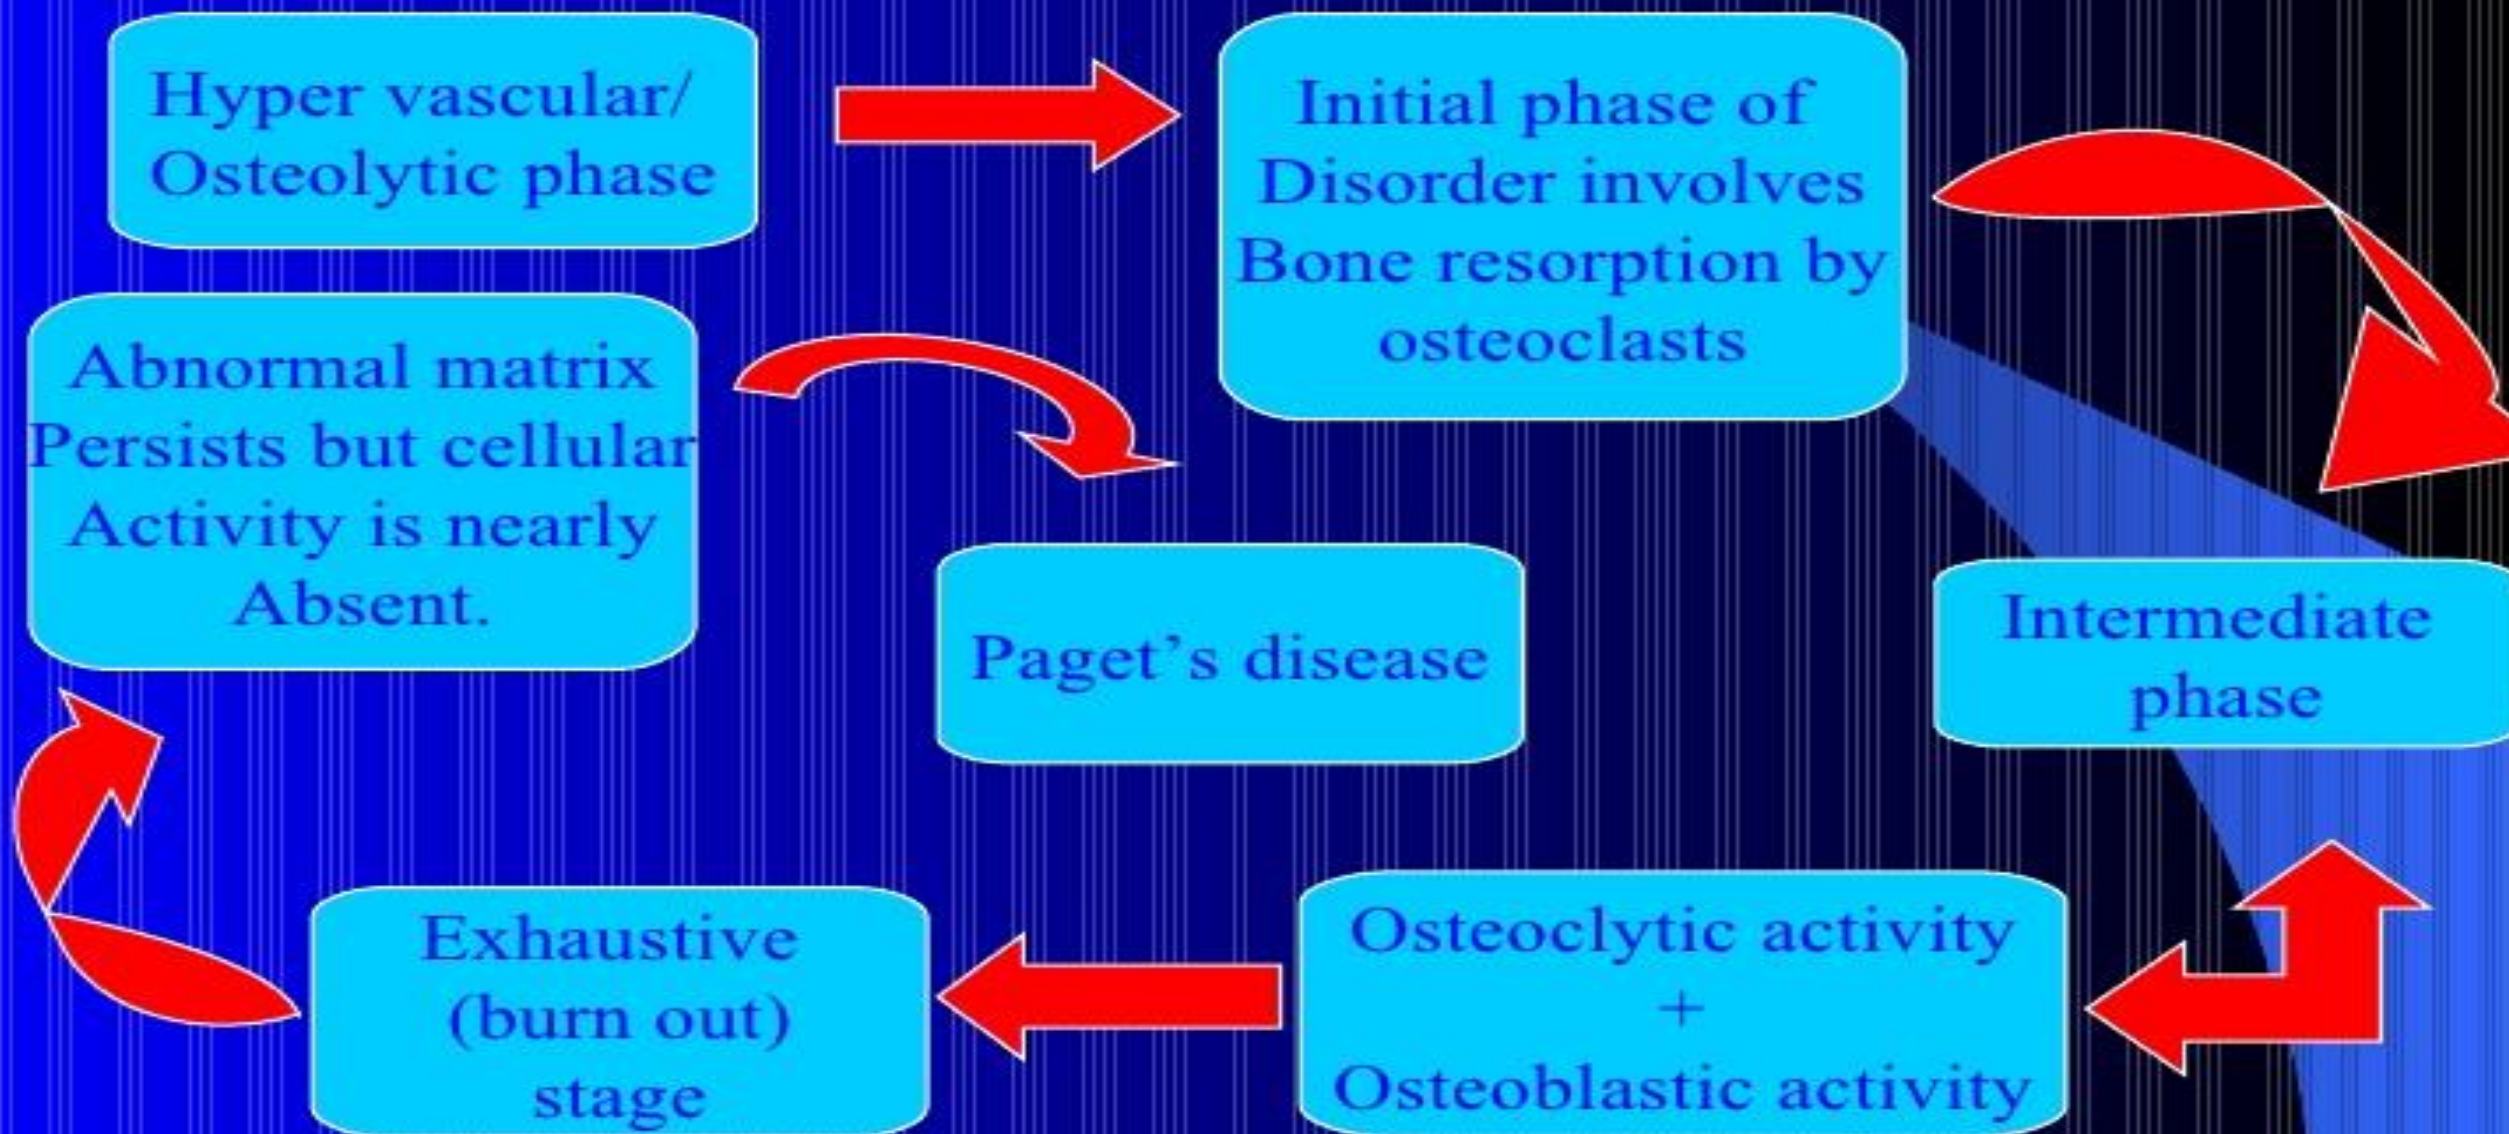 Hyper vascular/
Osteolytic phase
Initial phase of
Disorder involves
Bone resorption by
osteoclasts
Intermediate
phase
Osteoclytic activity
+
Osteoblastic activity
Exhaustive
(burn out)
stage
Abnormal matrix
Persists but cellular
Activity is nearly
Absent.
Paget’s disease